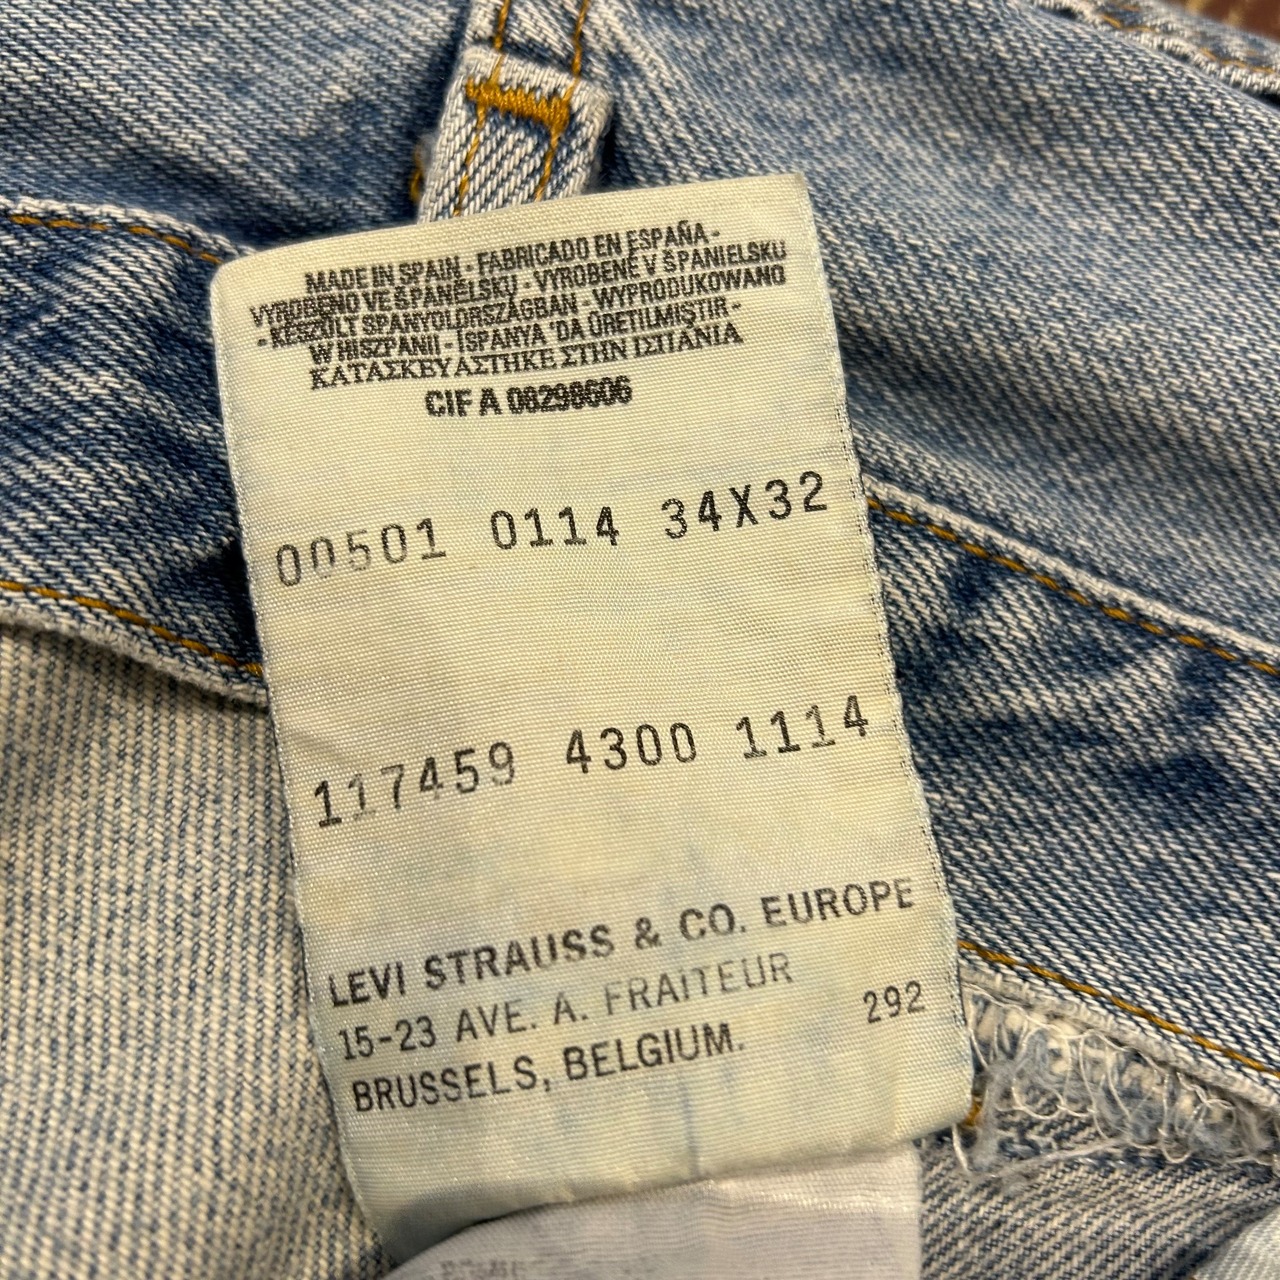 MADE IN SPAIN - FABRICADO EN ESPAÑA -
VYROBENO VE ŠPANĚLSKU - VYROBENÉ V ŠPANIELSKU
- KÉSZÜLT SPANYOLORSZÁGBAN - WYPRODUKOWANO
W HISZPANII - İSPANYA 'DA ÜRETILMIŞTIR -
ΚΑΤΑΣΚΕΥΑΣΤΗΚΕ ΣΤΗΝ ΙΣΠΑΝΙΑ
CIF A 08298606
00501 0114 34X32
117459 4300 1114
LEVI STRAUSS & CO. EUROPE
15-23 AVE. A. FRAITEUR 292
BRUSSELS, BELGIUM.